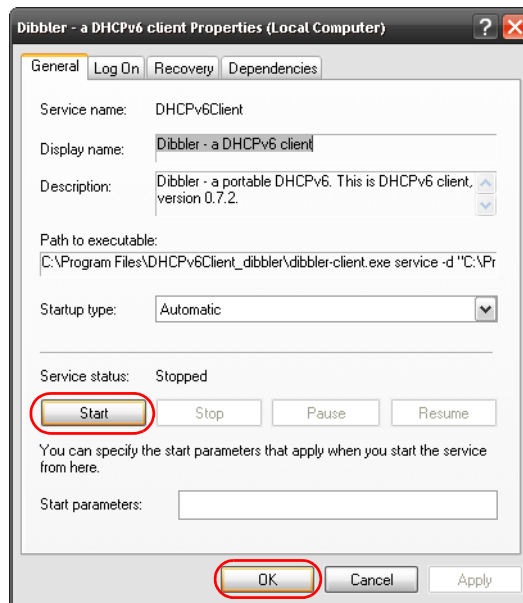 Dibbler - a DHCPv6 client Properties (Local Computer)
General Log On Recovery Dependencies
Service name: DHCPv6Client
Display name: Dibbler - a DHCPv6 client
Description: Dibbler - a portable DHCPv6. This is DHCPv6 client,
version 0.7.2.
Path to executable:
C:\Program Files\DHCPv6Client_dibbler\dibbler-client.exe service -d "C:\Pr
Startup type: Automatic
Service status: Stopped
Start Stop Pause Resume
You can specify the start parameters that apply when you start the service
from here.
Start parameters:
OK Cancel Apply